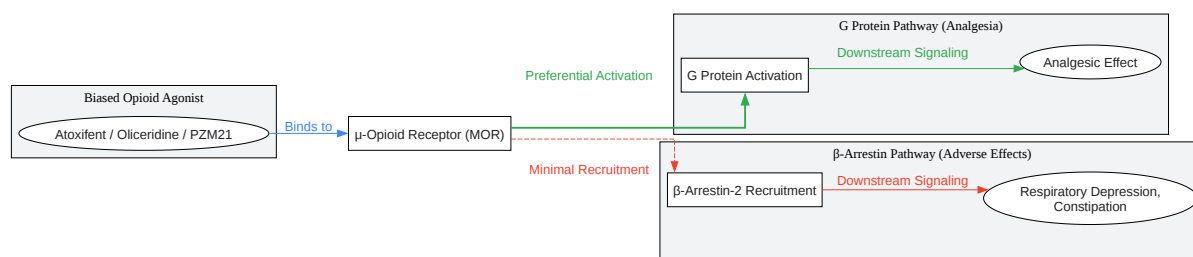 G Protein Pathway (Analgesia)
Downstream Signaling
Preferential Activation
G Protein Activation
Analgesic Effect
Biased Opioid Agonist
Atoxifent / Oliceridine / PZM21
Binds to
μ-Opioid Receptor (MOR)
β-Arrestin Pathway (Adverse Effects)
Minimal Recruitment
β-Arrestin-2 Recruitment
Downstream Signaling
Respiratory Depression,
Constipation